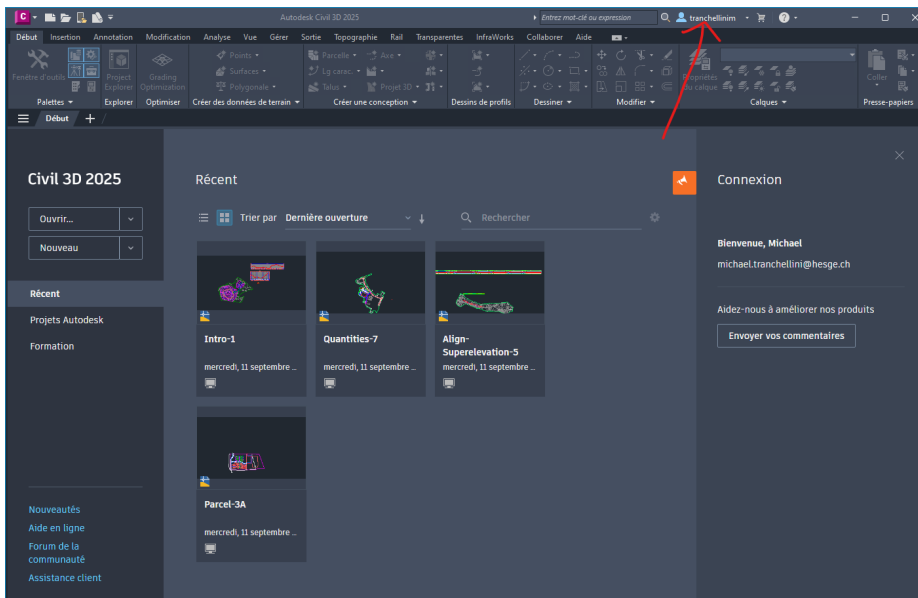 C
Autodesk Civil 3D 2025
Entrez mot-clé ou expression
tranchellinim
Début Insertion Annotation Modification Analyse Vue Gérer Sortie Topographie Rail Transparentes InfraWorks Collaborer Aide
Fenêtre d'outils
Project Explorer
Grading Optimization
Points
Surfaces
Polygonale
Parcelle
Axe
Lg carac.
Talus
Projet 3D
Propriétés du calque
Coller
Palettes Explorer Optimiser Créer des données de terrain Créer une conception Dessins de profils Dessiner Modifier Calques Presse-papiers
Début
Civil 3D 2025
Ouvrir...
Nouveau
Récent
Projets Autodesk
Formation
Nouveautés
Aide en ligne
Forum de la
communauté
Assistance client
Récent
Trier par Dernière ouverture
Rechercher
Intro-1
mercredi, 11 septembre ...
Quantities-7
mercredi, 11 septembre ...
Align-
Superelevation-5
mercredi, 11 septembre ...
Parcel-3A
mercredi, 11 septembre ...
Connexion
Bienvenue, Michael
michael.tranchellini@hesge.ch
Aidez-nous à améliorer nos produits
Envoyer vos commentaires